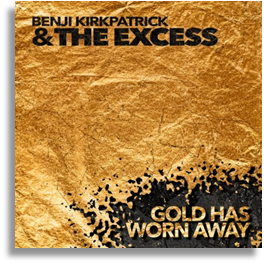 BENJI KIRKPATRICK
& THE EXCESS
GOLD HAS
WORN AWAY